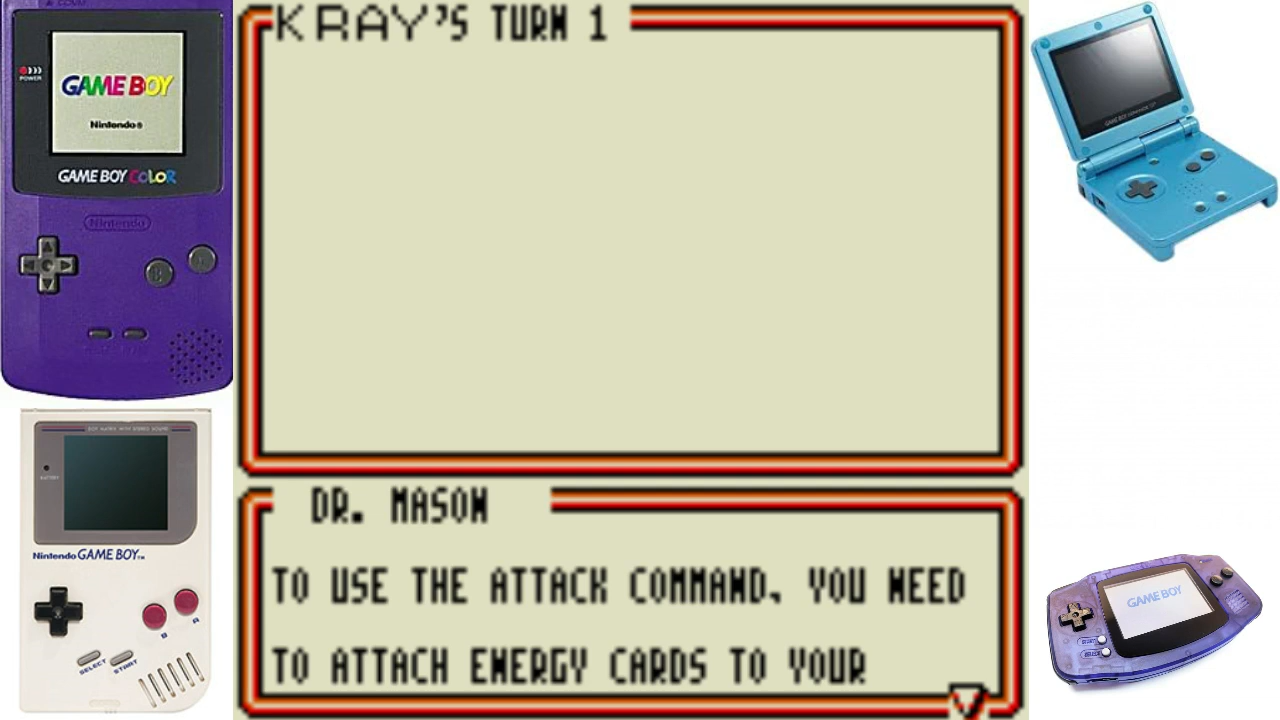 KRAY'S TURN 1
DR. MASON
TO USE THE ATTACK COMMAND, YOU NEED
TO ATTACH ENERGY CARDS TO YOUR
POWER
GAME BOY
Nintendo®
GAME BOY COLOR
Nintendo
Nintendo GAME BOY™
B
A
SELECT
START
GAME BOY